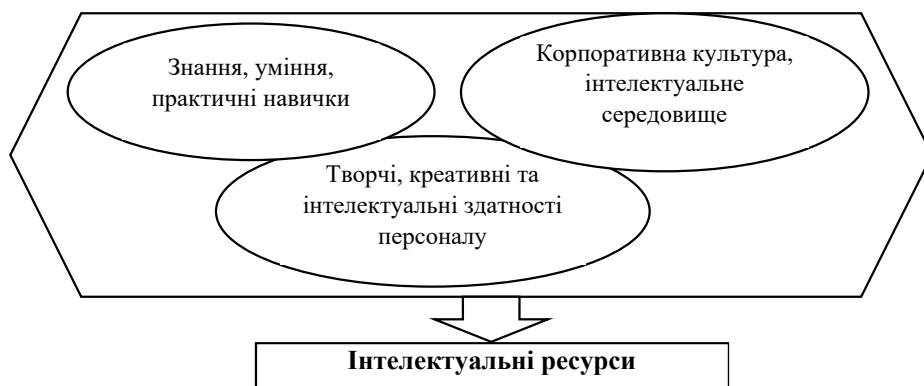 Знання, уміння,
практичні навички
Корпоративна культура,
інтелектуальне
середовище
Творчі, креативні та
інтелектуальні здатності
персоналу
Інтелектуальні ресурси